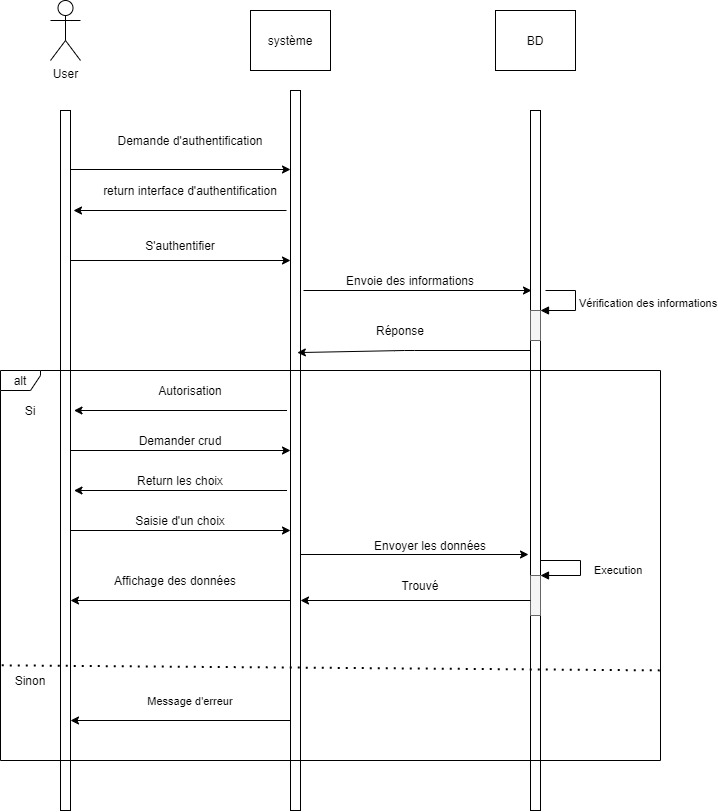 User
système
BD
Demande d'authentification
return interface d'authentification
S'authentifier
Envoie des informations
Vérification des informations
Réponse
alt
Si
Autorisation
Demander crud
Return les choix
Saisie d'un choix
Envoyer les données
Execution
Affichage des données
Trouvé
Sinon
Message d'erreur